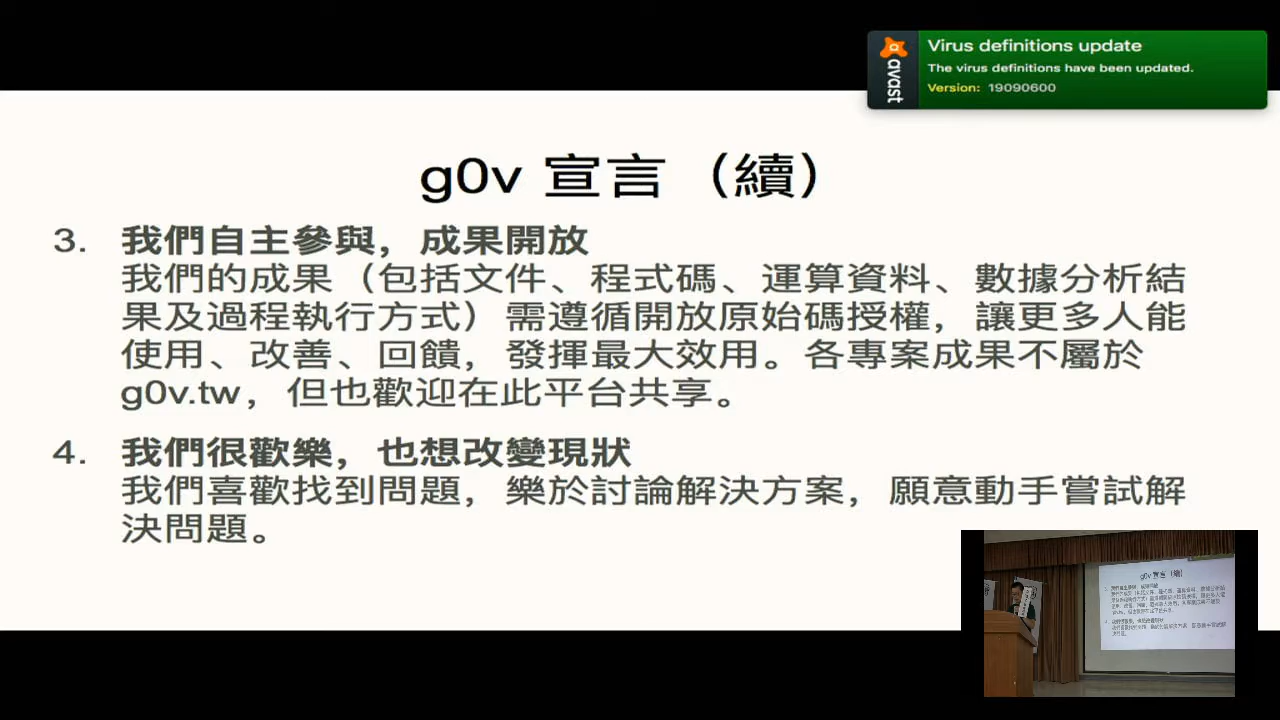 Virus definitions update
The virus definitions have been updated.
Version: 19090600
avast
g0v 宣言（續）
3. 我們自主參與，成果開放
我們的成果（包括文件、程式碼、運算資料、數據分析結
果及過程執行方式）需遵循開放原始碼授權，讓更多人能
使用、改善、回饋，發揮最大效用。各專案成果不屬於
g0v.tw，但也歡迎在此平台共享。
4. 我們很歡樂，也想改變現狀
我們喜歡找到問題，樂於討論解決方案，願意動手嘗試解
決問題。
g0v 宣言（續）